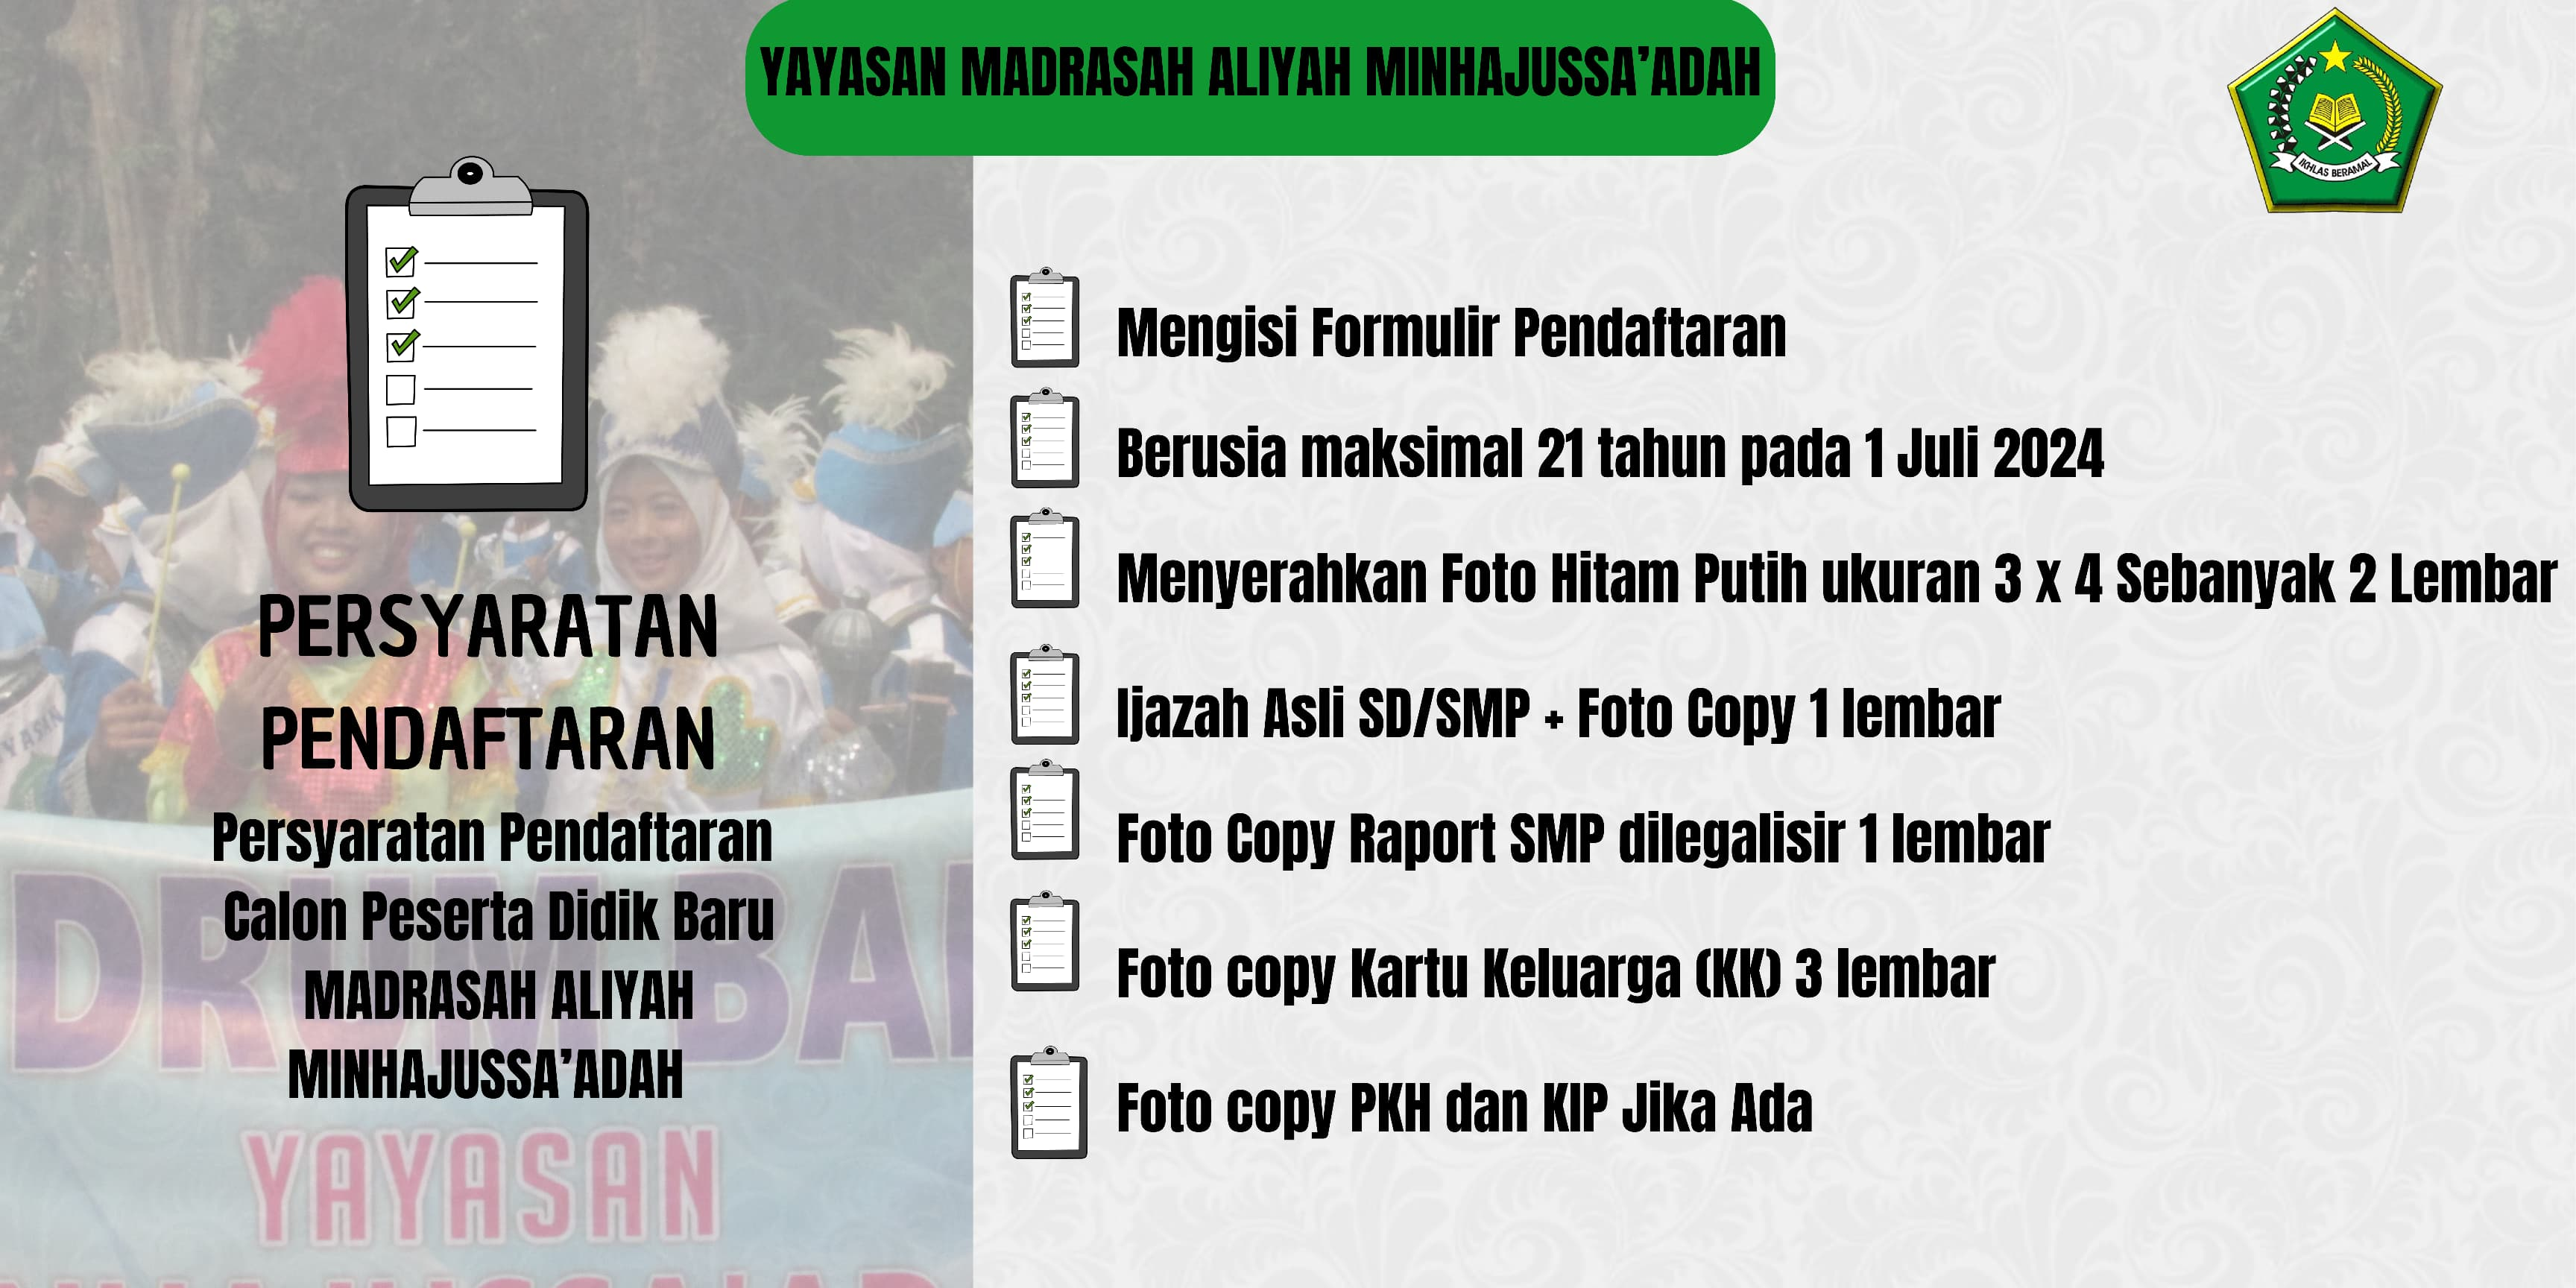 YAYASAN MADRASAH ALIYAH MINHAJUSSA’ADAH
IKHLAS BERAMAL
PERSYARATAN
PENDAFTARAN
Persyaratan Pendaftaran
Calon Peserta Didik Baru
MADRASAH ALIYAH
MINHAJUSSA’ADAH
DRUM BA
YAYASAN
Mengisi Formulir Pendaftaran
Berusia maksimal 21 tahun pada 1 Juli 2024
Menyerahkan Foto Hitam Putih ukuran 3 x 4 Sebanyak 2 Lembar
Ijazah Asli SD/SMP + Foto Copy 1 lembar
Foto Copy Raport SMP dilegalisir 1 lembar
Foto copy Kartu Keluarga (KK) 3 lembar
Foto copy PKH dan KIP Jika Ada